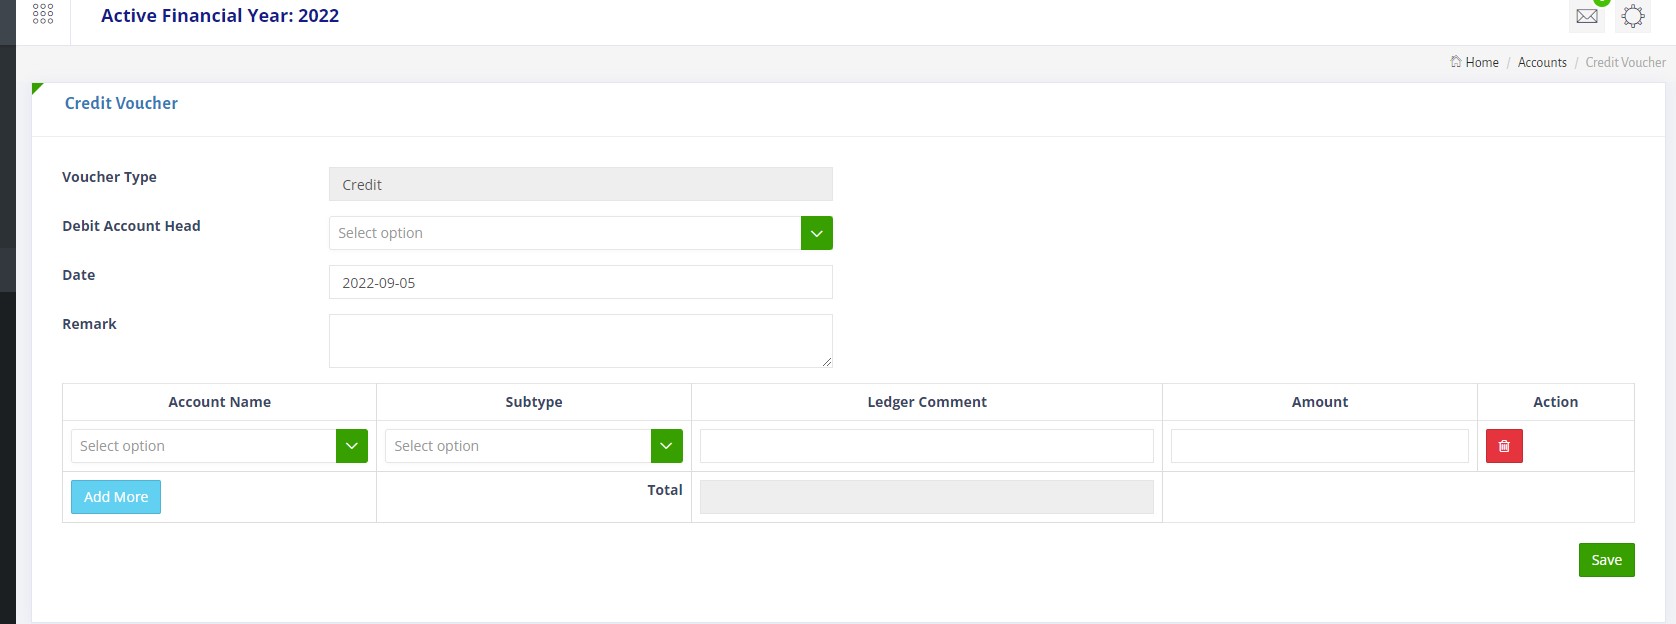 Active Financial Year: 2022
Home / Accounts / Credit Voucher
Credit Voucher
Voucher Type
Credit
Debit Account Head
Select option
Date
2022-09-05
Remark
Account Name Subtype Ledger Comment Amount Action
Select option Select option
Add More Total
Save